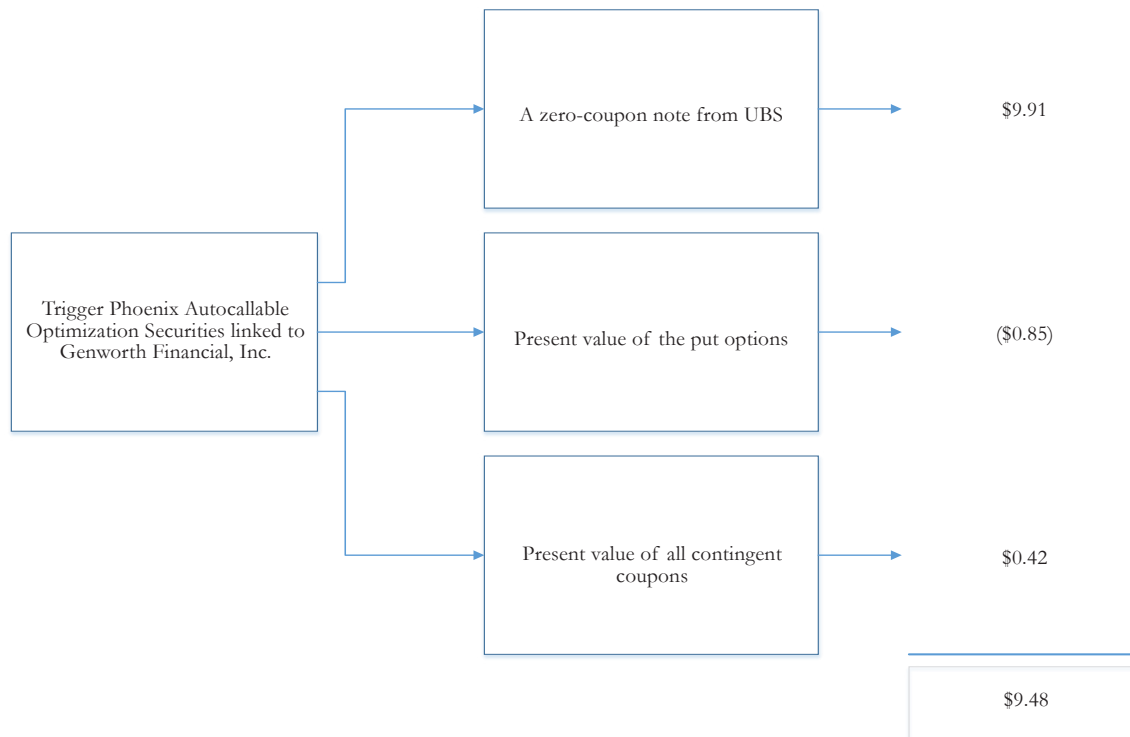 A zero-coupon note from UBS
$9.91
Trigger Phoenix Autocallable
Optimization Securities linked to
Genworth Financial, Inc.
Present value of the put options
($0.85)
Present value of all contingent
coupons
$0.42
$9.48